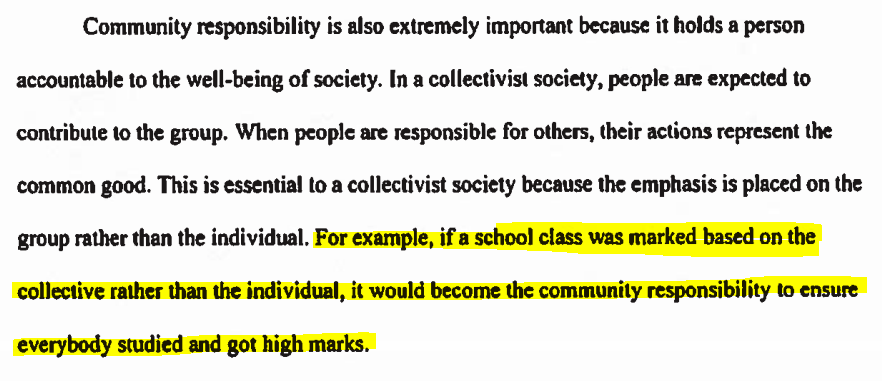 Community responsibility is also extremely important because it holds a person
accountable to the well-being of society. In a collectivist society, people are expected to
contribute to the group. When people are responsible for others, their actions represent the
common good. This is essential to a collectivist society because the emphasis is placed on the
group rather than the individual. For example, if a school class was marked based on the
collective rather than the individual, it would become the community responsibility to ensure
everybody studied and got high marks.